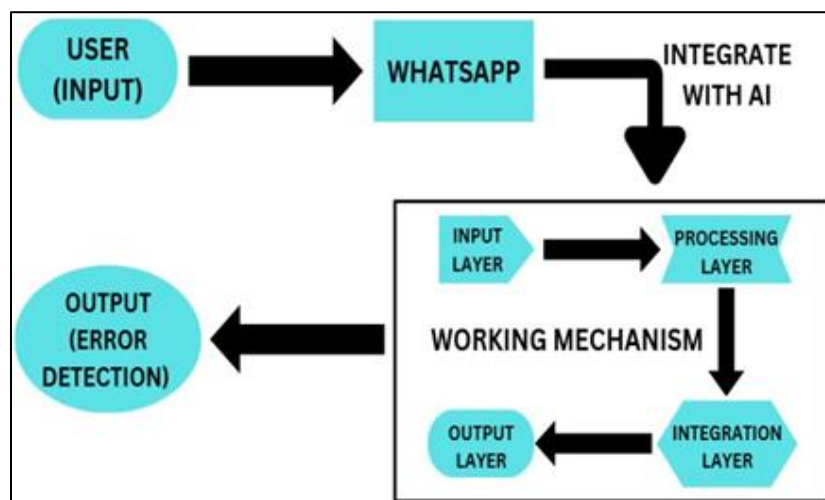 USER
(INPUT)
WHATSAPP
INTEGRATE
WITH AI
INPUT
LAYER
PROCESSING
LAYER
WORKING MECHANISM
OUTPUT
LAYER
INTEGRATION
LAYER
OUTPUT
(ERROR
DETECTION)